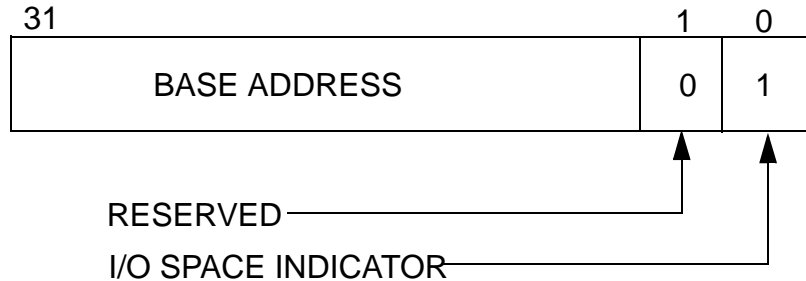 31 1 0
BASE ADDRESS 0 1
RESERVED
I/O SPACE INDICATOR